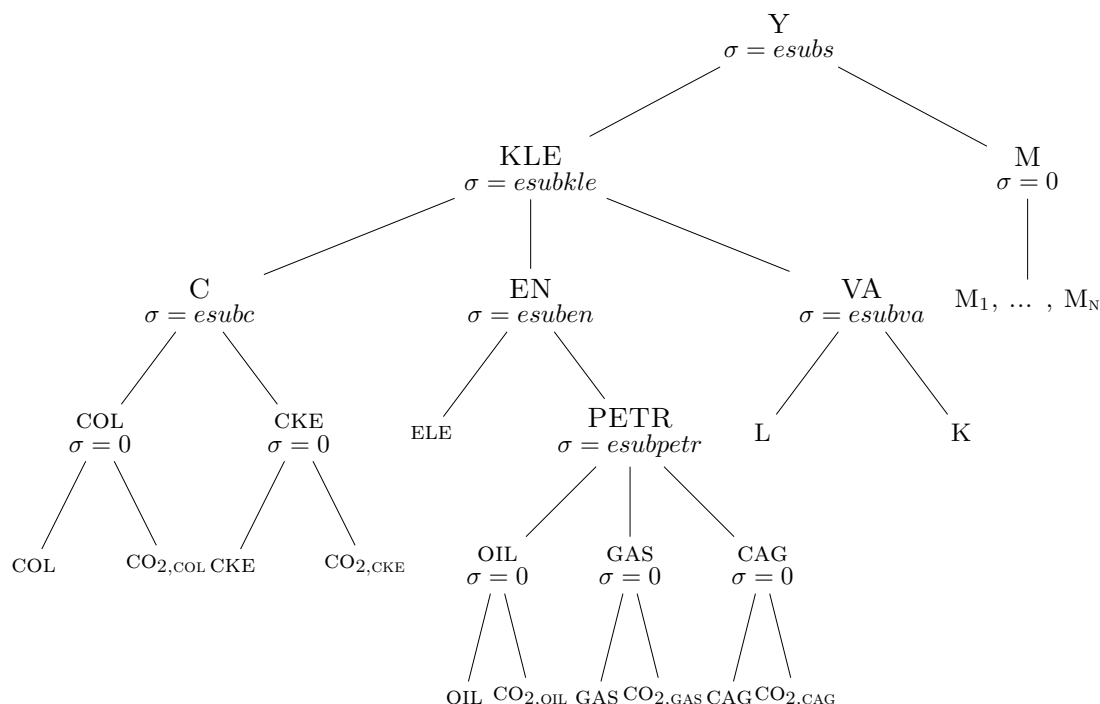 Y
σ = esubs
KLE
σ = esubkle
M
σ = 0
C
σ = esubc
EN
σ = esuben
VA
σ = esubva
M₁, ... , M_N
COL
σ = 0
CKE
σ = 0
ELE
PETR
σ = esubpetr
L
K
COL
CO₂,COL
CKE
CO₂,CKE
OIL
σ = 0
GAS
σ = 0
CAG
σ = 0
OIL
CO₂,OIL
GAS
CO₂,GAS
CAG
CO₂,CAG